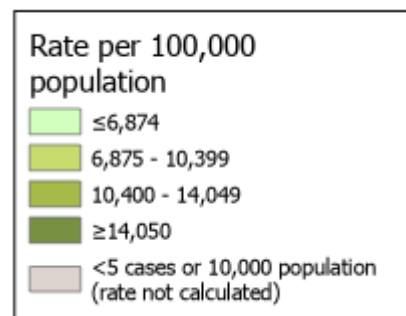 Rate per 100,000
population
≤6,874
6,875 - 10,399
10,400 - 14,049
≥14,050
<5 cases or 10,000 population
(rate not calculated)